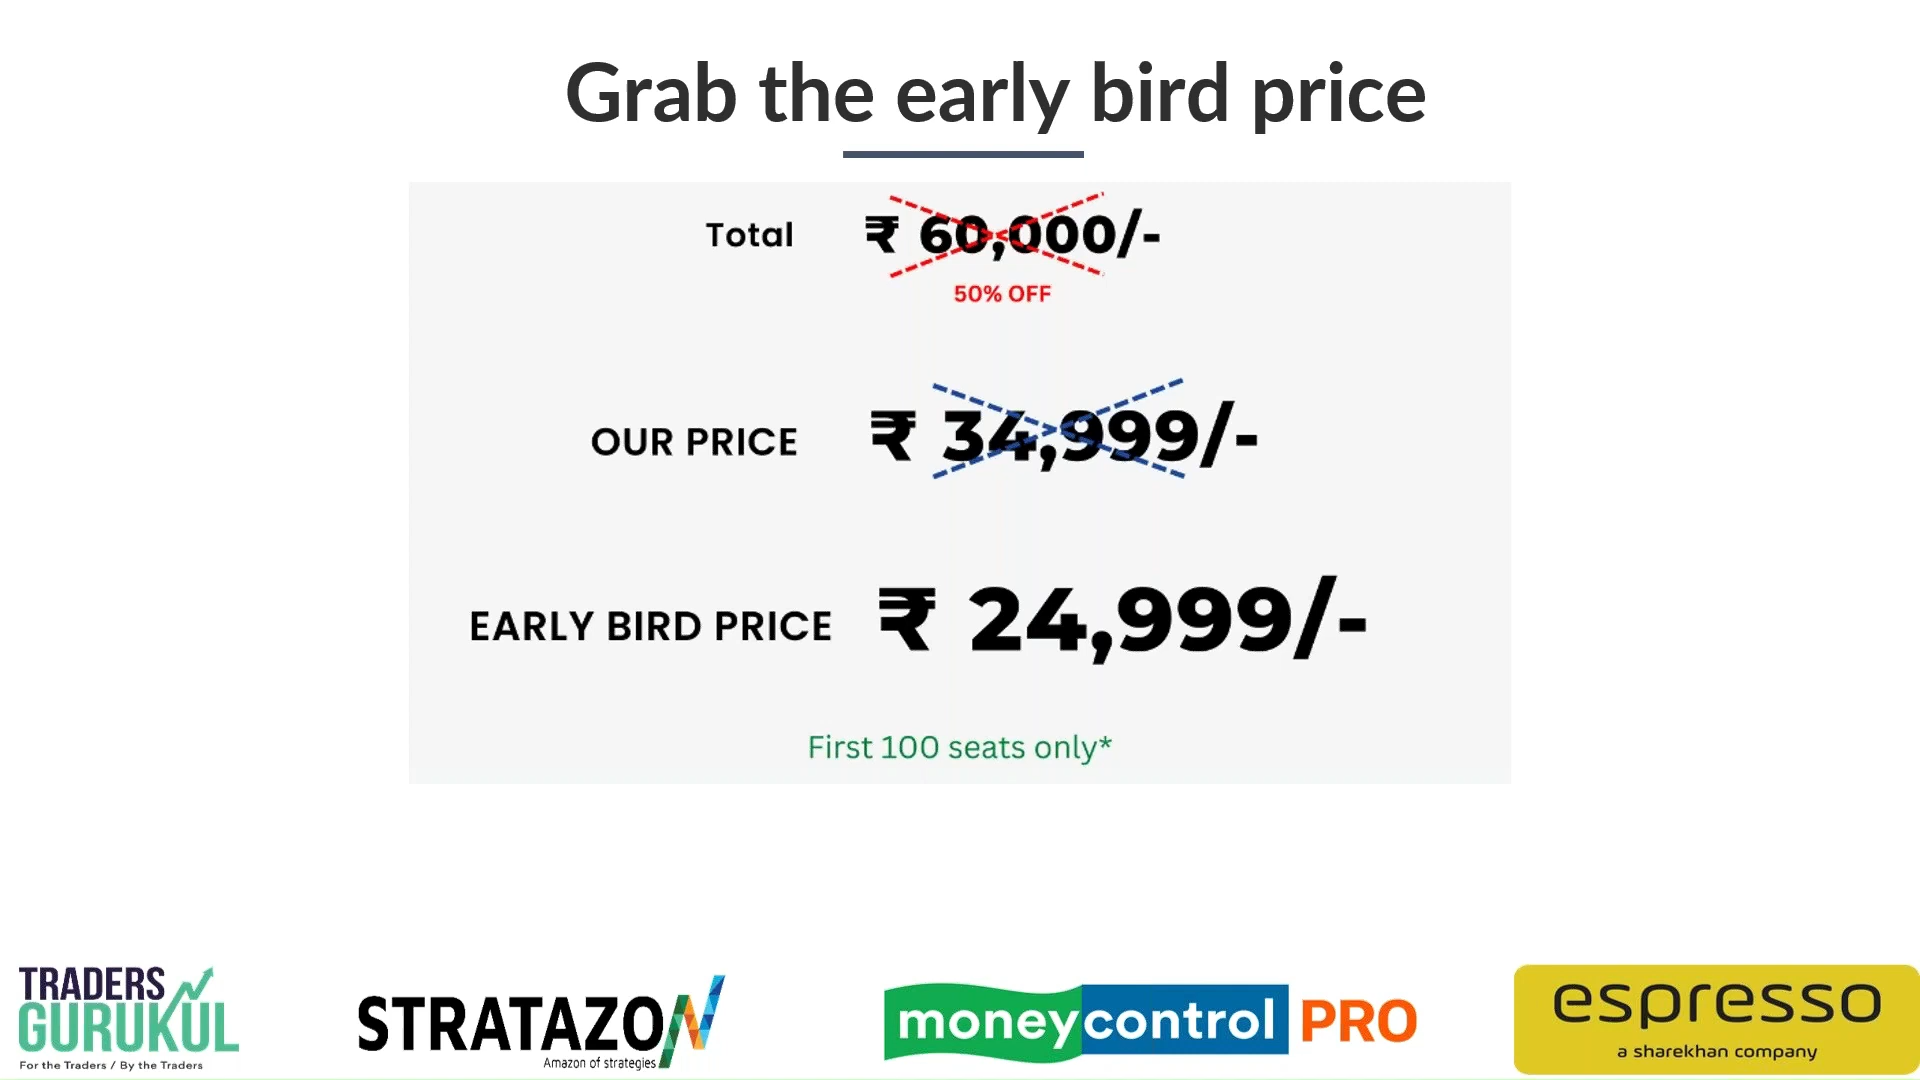 Grab the early bird price
Total ₹ 60,000/-
50% OFF
OUR PRICE ₹ 34,999/-
EARLY BIRD PRICE ₹ 24,999/-
First 100 seats only*
TRADERS
GURUKUL
For the Traders / By the Traders
STRATAZON
Amazon of strategies
moneycontrol PRO
espresso
a sharekhan company